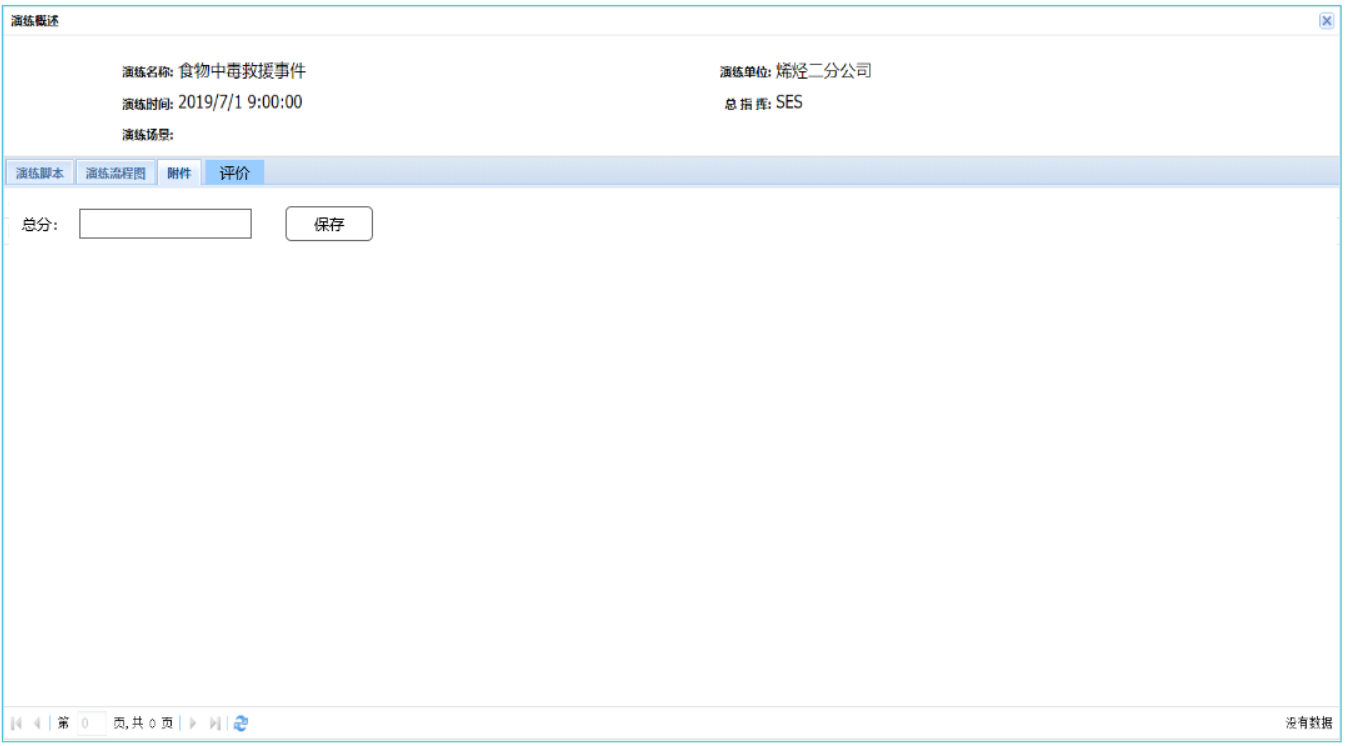 演练概述
演练名称: 食物中毒救援事件 演练单位: 烯烃二分公司
演练时间: 2019/7/1 9:00:00 总 指 挥: SES
演练场景:
演练脚本 演练流程图 附件 评价
总分: 保存
第 0 页,共 0 页 没有数据